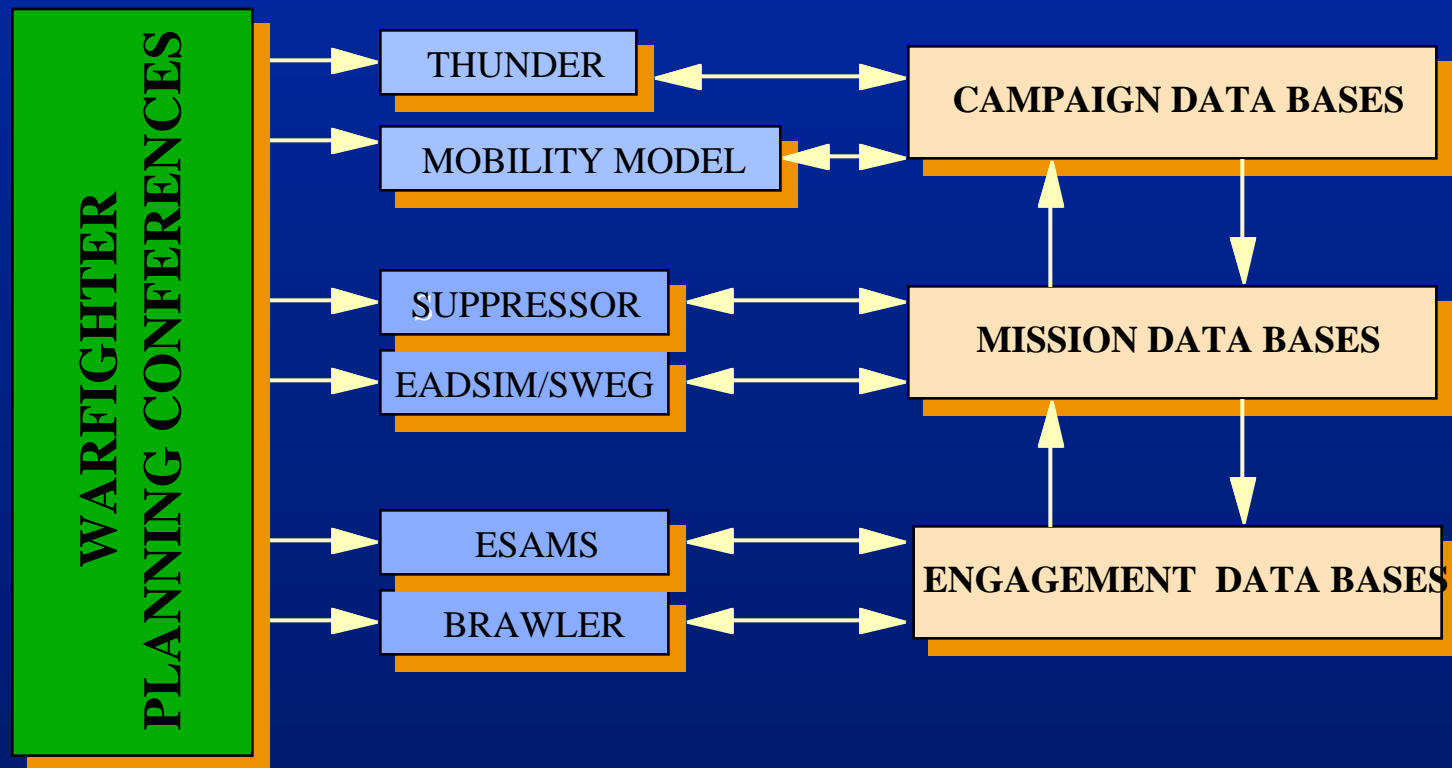 WARFIGHTER
PLANNING CONFERENCES
THUNDER
MOBILITY MODEL
SUPPRESSOR
EADSIM/SWEG
ESAMS
BRAWLER
CAMPAIGN DATA BASES
MISSION DATA BASES
ENGAGEMENT DATA BASES